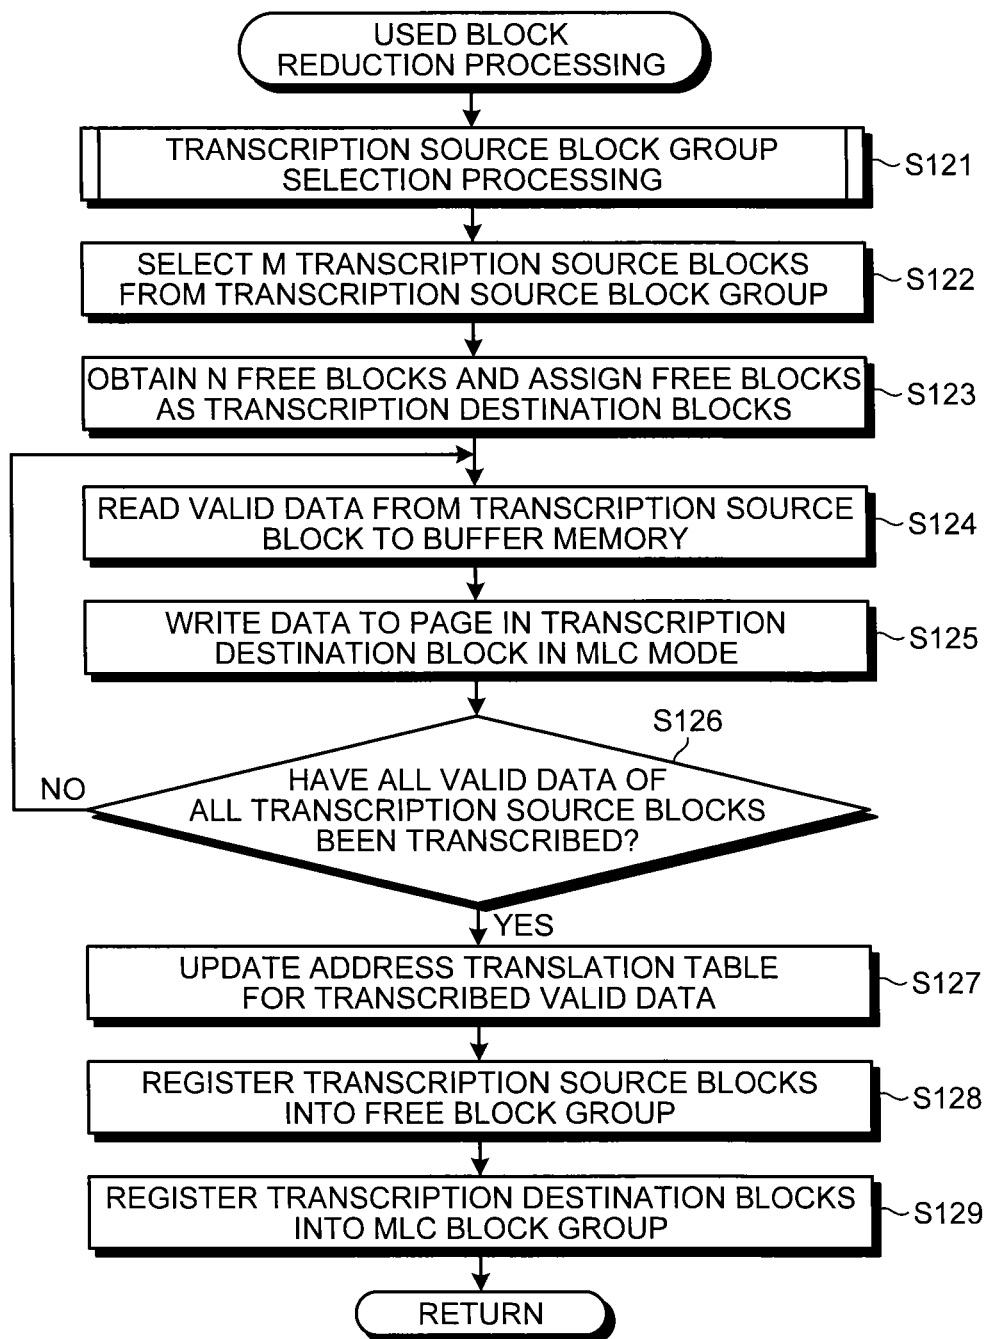 USED BLOCK
REDUCTION PROCESSING
TRANSCRIPTION SOURCE BLOCK GROUP
SELECTION PROCESSING
S121
SELECT M TRANSCRIPTION SOURCE BLOCKS
FROM TRANSCRIPTION SOURCE BLOCK GROUP
S122
OBTAIN N FREE BLOCKS AND ASSIGN FREE BLOCKS
AS TRANSCRIPTION DESTINATION BLOCKS
S123
READ VALID DATA FROM TRANSCRIPTION SOURCE
BLOCK TO BUFFER MEMORY
S124
WRITE DATA TO PAGE IN TRANSCRIPTION
DESTINATION BLOCK IN MLC MODE
S125
S126
NO
HAVE ALL VALID DATA OF
ALL TRANSCRIPTION SOURCE BLOCKS
BEEN TRANSCRIBED?
YES
UPDATE ADDRESS TRANSLATION TABLE
FOR TRANSCRIBED VALID DATA
S127
REGISTER TRANSCRIPTION SOURCE BLOCKS
INTO FREE BLOCK GROUP
S128
REGISTER TRANSCRIPTION DESTINATION BLOCKS
INTO MLC BLOCK GROUP
S129
RETURN